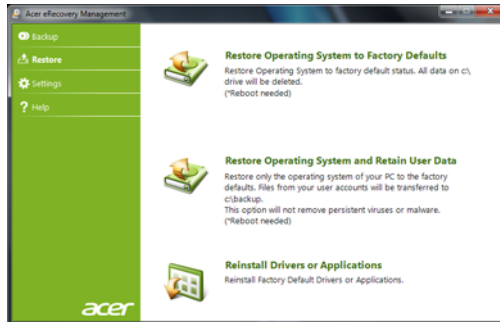 Acer eRecovery Management
Backup
Restore
Settings
? Help
Restore Operating System to Factory Defaults
Restore Operating System to factory default status. All data on c:\
drive will be deleted.
(*Reboot needed)
Restore Operating System and Retain User Data
Restore only the operating system of your PC to the factory
defaults. Files from your user accounts will be transferred to
c:\backup.
This option will not remove persistent viruses or malware.
(*Reboot needed)
Reinstall Drivers or Applications
Reinstall Factory Default Drivers or Applications.
acer